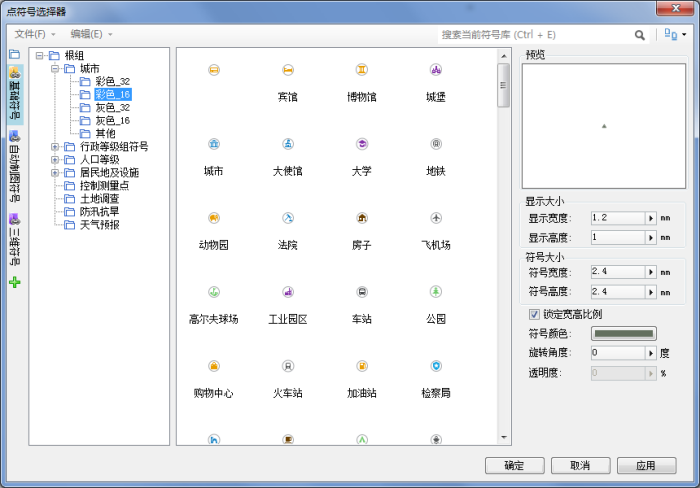 点符号选择器
文件(F)
编辑(E)
搜索当前符号库 (Ctrl + E)
基础符号
自动制图符号
三维符号
根组
城市
彩色_32
彩色_16
灰色_32
灰色_16
其他
行政等级组符号
人口等级
居民地及设施
控制测量点
土地调查
防汛抗旱
天气预报
宾馆
博物馆
城堡
城市
大使馆
大学
地铁
动物园
法院
房子
飞机场
高尔夫球场
工业园区
车站
公园
购物中心
火车站
加油站
检察局
预览
显示大小
显示宽度: 1.2 mm
显示高度: 1 mm
符号大小
符号宽度: 2.4 mm
符号高度: 2.4 mm
锁定宽高比例
符号颜色:
旋转角度: 0 度
透明度: 0 %
确定
取消
应用